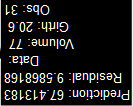 Prediction: 67.413183
Residual: 9.5868168
Data:
Volume: 77
Girth: 20.6
Obs: 31